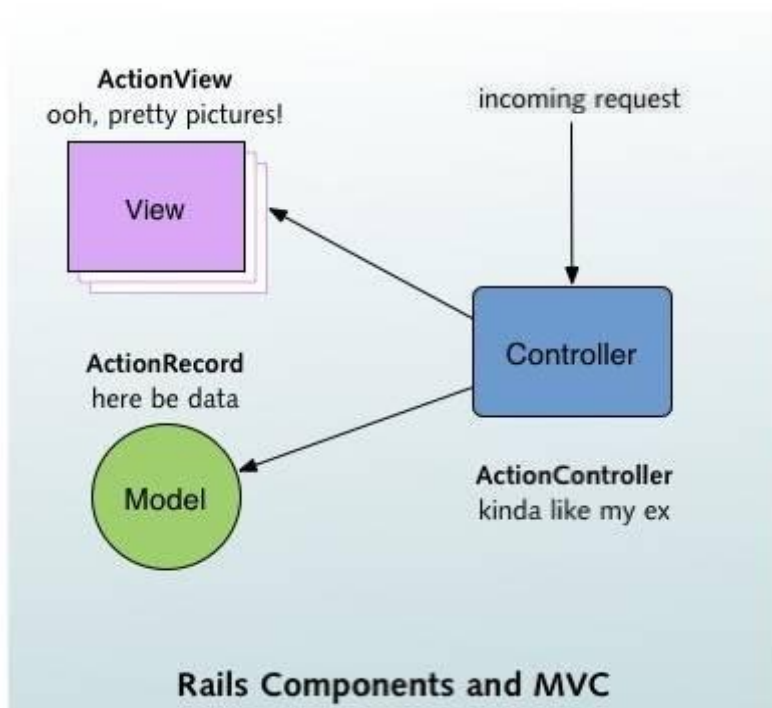 ActionView
ooh, pretty pictures!
View
incoming request
Controller
ActionRecord
here be data
Model
ActionController
kinda like my ex
Rails Components and MVC